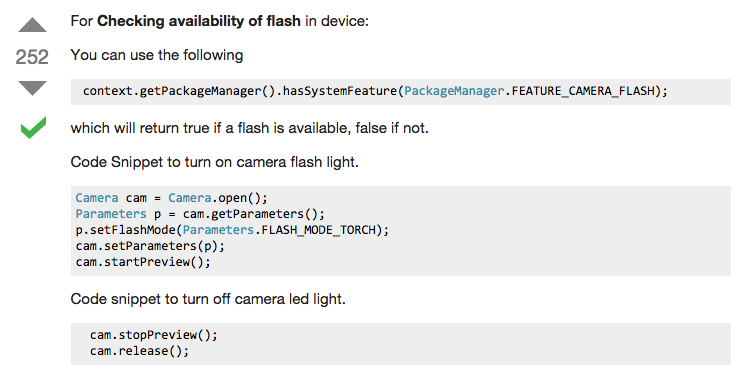 For Checking availability of flash in device:
252
You can use the following
context.getPackageManager().hasSystemFeature(PackageManager.FEATURE_CAMERA_FLASH);
which will return true if a flash is available, false if not.
Code Snippet to turn on camera flash light.
Camera cam = Camera.open();
Parameters p = cam.getParameters();
p.setFlashMode(Parameters.FLASH_MODE_TORCH);
cam.setParameters(p);
cam.startPreview();
Code snippet to turn off camera led light.
cam.stopPreview();
cam.release();